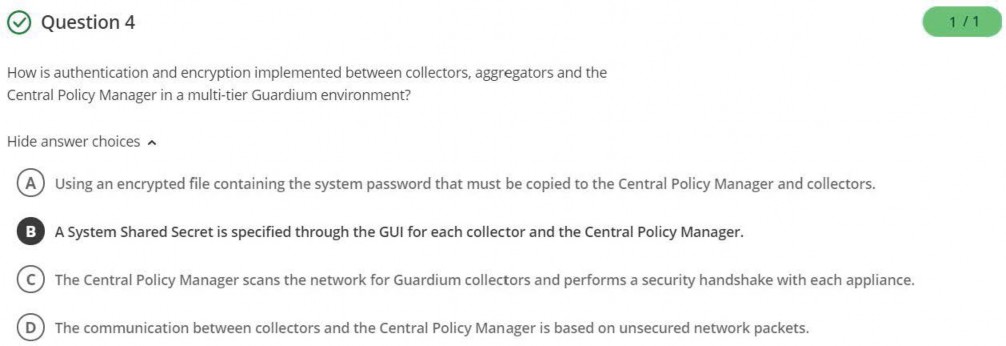 Question 4
1 / 1
How is authentication and encryption implemented between collectors, aggregators and the
Central Policy Manager in a multi-tier Guardium environment?
Hide answer choices
A Using an encrypted file containing the system password that must be copied to the Central Policy Manager and collectors.
B A System Shared Secret is specified through the GUI for each collector and the Central Policy Manager.
C The Central Policy Manager scans the network for Guardium collectors and performs a security handshake with each appliance.
D The communication between collectors and the Central Policy Manager is based on unsecured network packets.